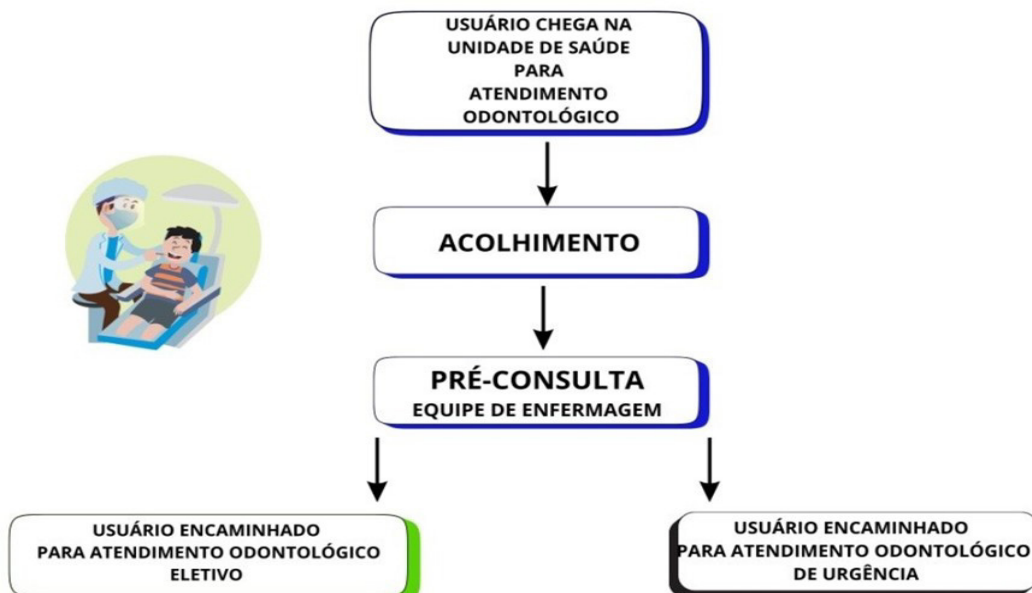 USUÁRIO CHEGA NA
UNIDADE DE SAÚDE
PARA
ATENDIMENTO
ODONTOLÓGICO
ACOLHIMENTO
PRÉ-CONSULTA
EQUIPE DE ENFERMAGEM
USUÁRIO ENCAMINHADO
PARA ATENDIMENTO ODONTOLÓGICO
ELETIVO
USUÁRIO ENCAMINHADO
PARA ATENDIMENTO ODONTOLÓGICO
DE URGÊNCIA